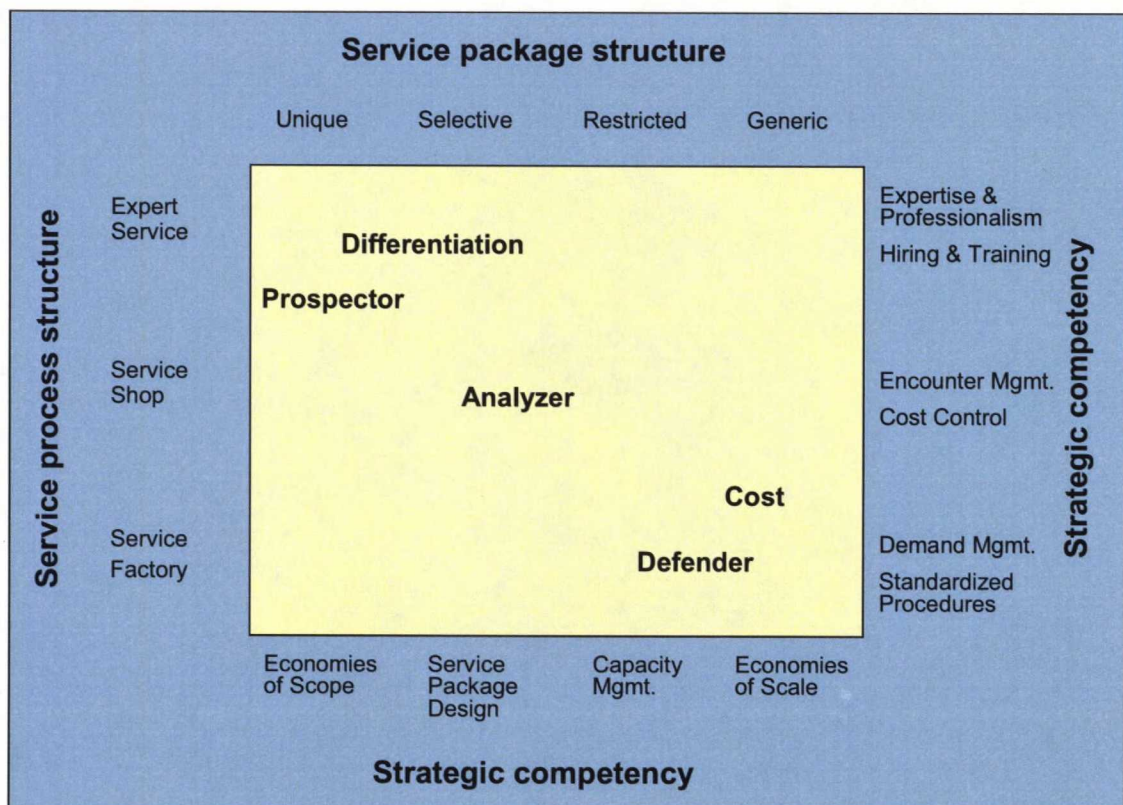 Service package structure
Unique Selective Restricted Generic
Service process structure
Expert
Service
Service
Shop
Service
Factory
Differentiation
Prospector
Analyzer
Cost
Defender
Expertise &
Professionalism
Hiring & Training
Encounter Mgmt.
Cost Control
Demand Mgmt.
Standardized
Procedures
Strategic competency
Economies
of Scope
Service
Package
Design
Capacity
Mgmt.
Economies
of Scale
Strategic competency